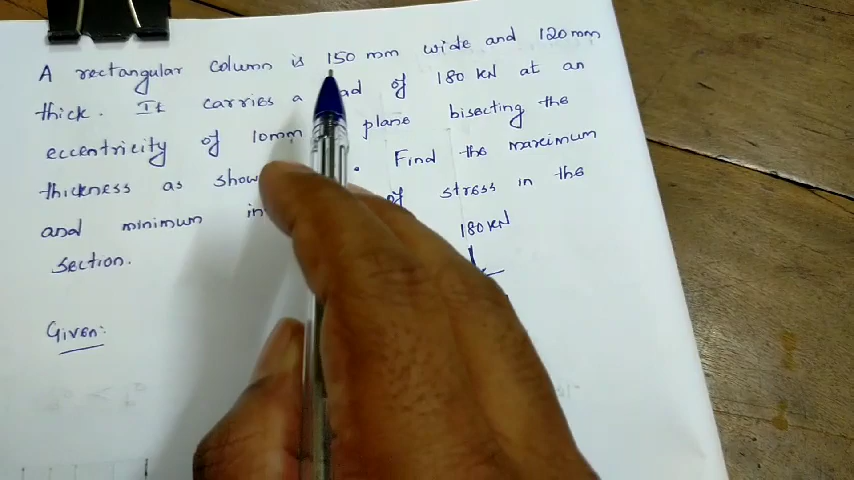 A rectangular column is 150 mm wide and 120 mm
thick. It carries a ad of 180 KN at an
eccentricity of 10mm plane bisecting the
thickness as show . Find the maximum
and minimum in of stress in the
180 KN
section.
Given: